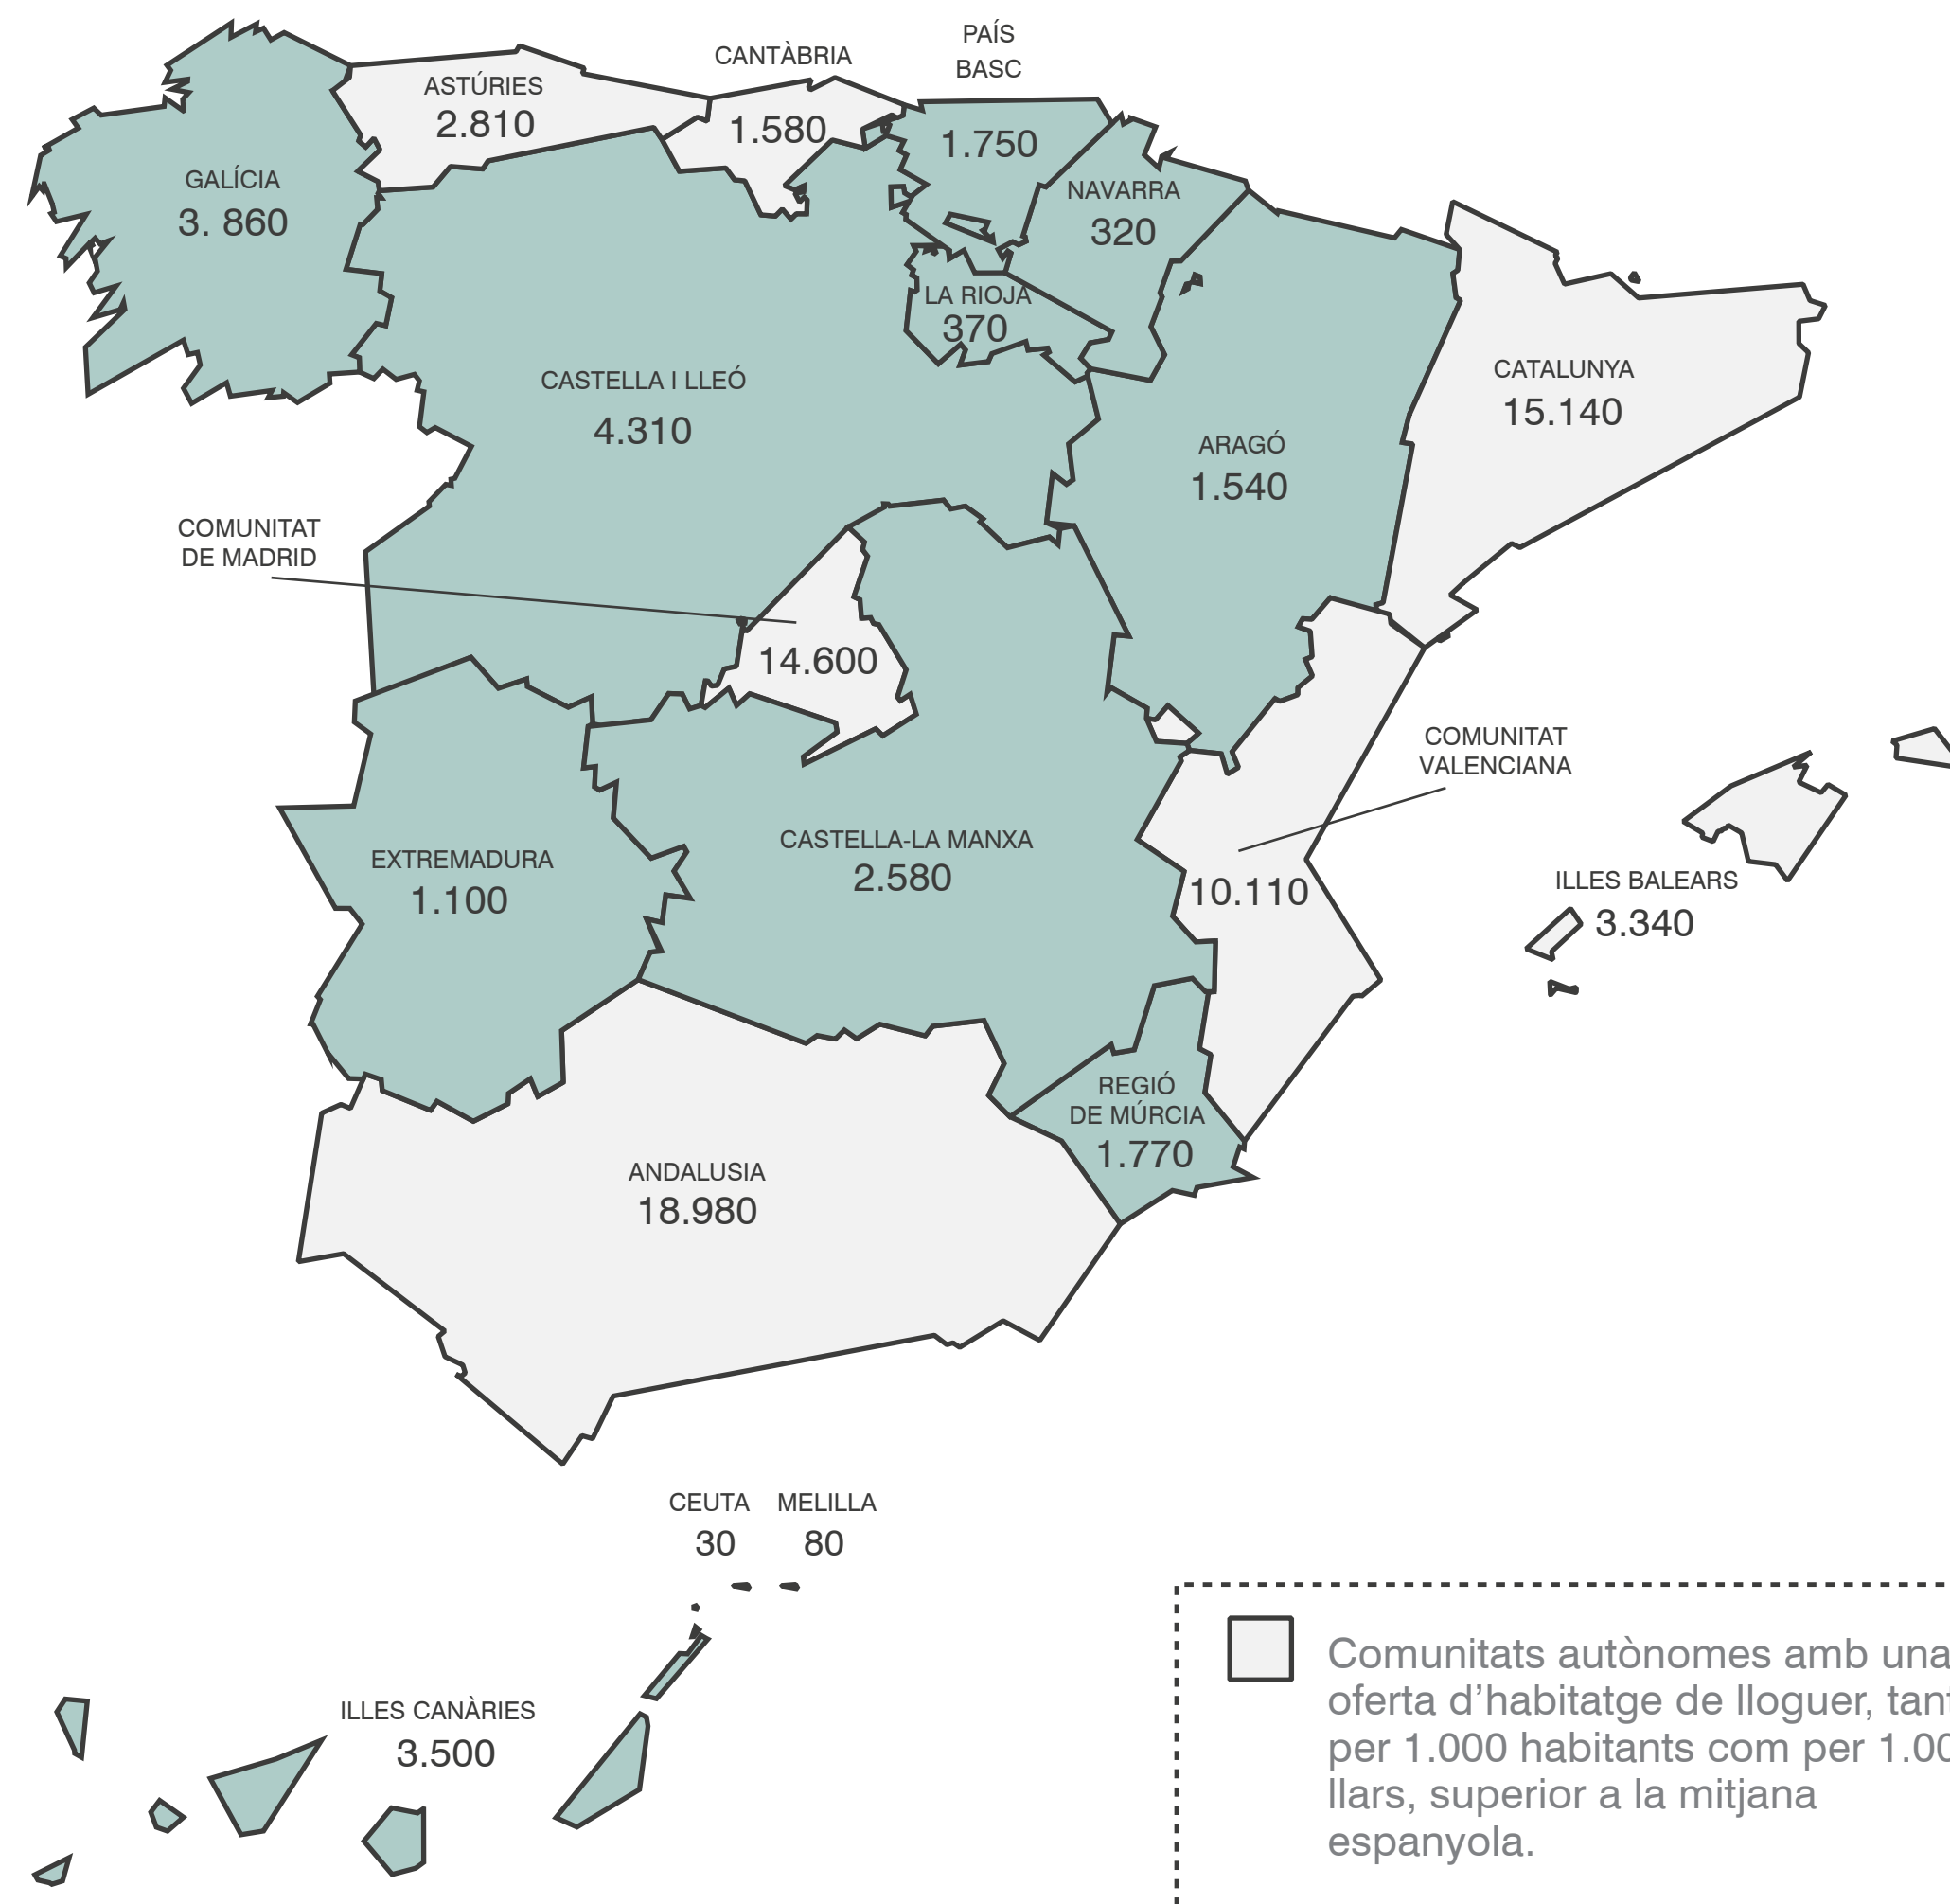 PAÍS
BASC
CANTÀBRIA
ASTÚRIES
2.810
1.580
1.750
GALÍCIA
3. 860
NAVARRA
320
LA RIOJA
370
CATALUNYA
15.140
CASTELLA I LLEÓ
4.310
ARAGÓ
1.540
COMUNITAT
DE MADRID
14.600
COMUNITAT
VALENCIANA
10.110
CASTELLA-LA MANXA
2.580
EXTREMADURA
1.100
ILLES BALEARS
3.340
REGIÓ
DE MÚRCIA
1.770
ANDALUSIA
18.980
CEUTA
30
MELILLA
80
ILLES CANÀRIES
3.500
Comunitats autònomes amb una
oferta d’habitatge de lloguer, tant
per 1.000 habitants com per
llars, superior a la mitjana
espanyola.